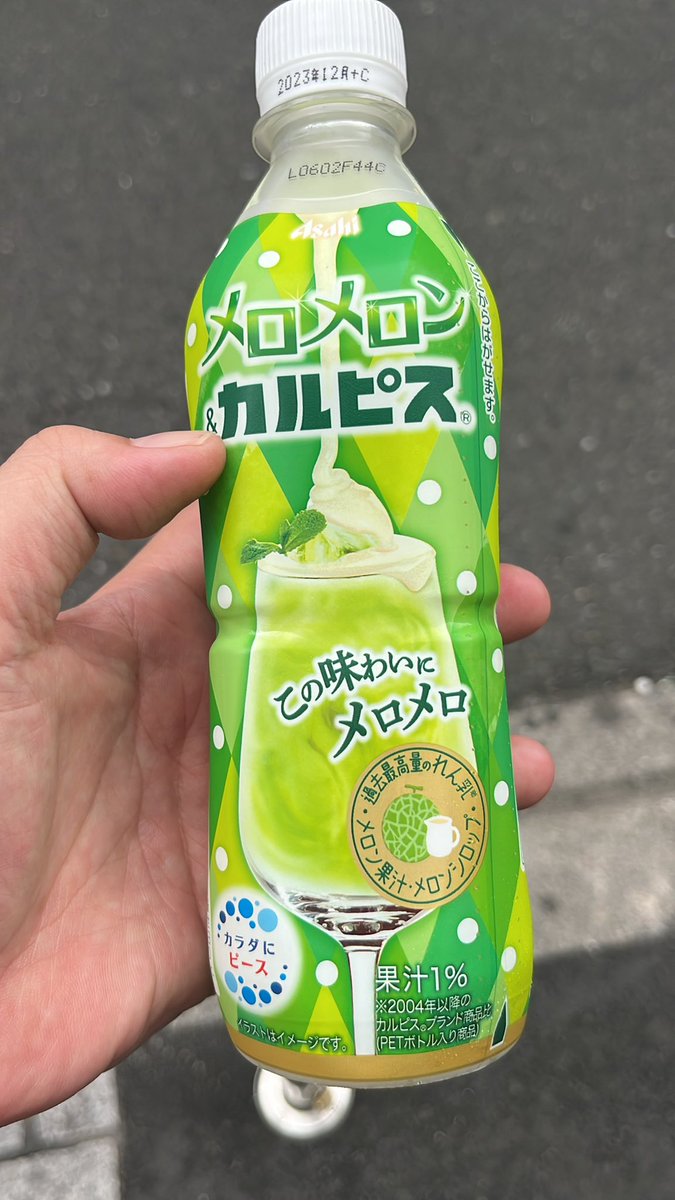 2023年12月+C
L0602F44C
Asahi
メロメロン
&カルピス®
ここからはがせます。
この味わいに
メロメロ
・過去最高量のれん乳※・
メロン果汁・メロンシロップ・
カラダに
ピース
果汁1%
※2004年以降の
カルピス®ブランド商品比
(PETボトル入り商品)
イラストはイメージです。